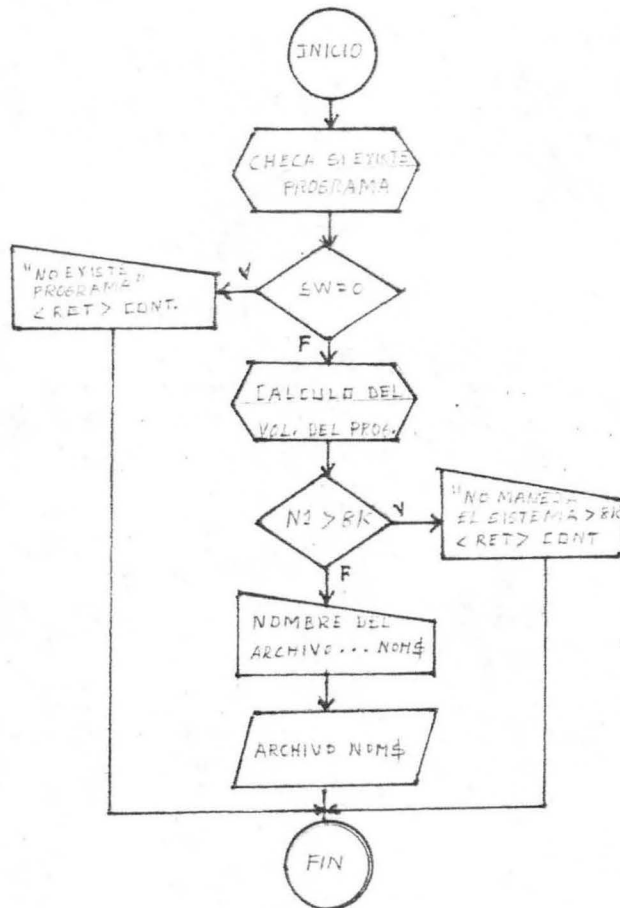 INICIO
CHECA SI EXISTE
PROGRAMA
SW=0
V
"NO EXISTE
PROGRAMA"
<RET> CONT.
F
CALCULO DEL
VOL. DEL PROG.
N1 > 8K
V
"NO MANEJA
EL SISTEMA > 8K
<RET> CONT
F
NOMBRE DEL
ARCHIVO... NOM$
ARCHIVO NOM$
FIN